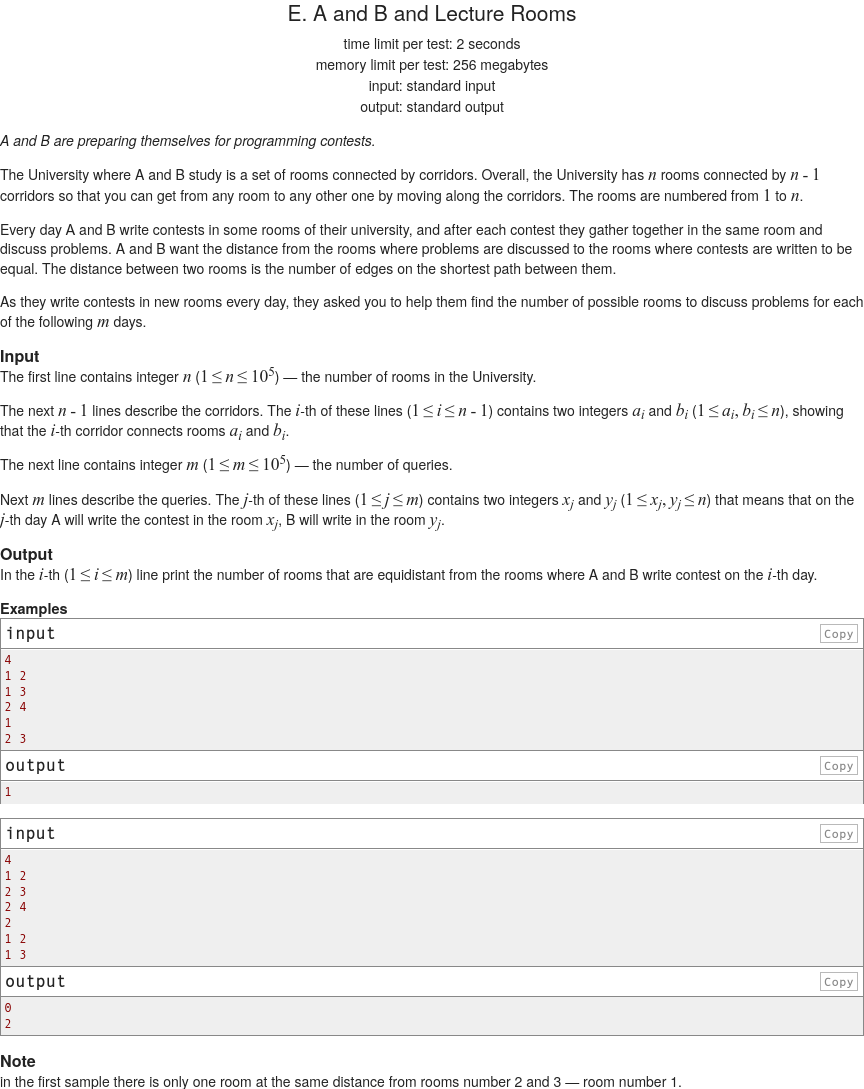 E. A and B and Lecture Rooms
time limit per test: 2 seconds
memory limit per test: 256 megabytes
input: standard input
output: standard output
A and B are preparing themselves for programming contests.
The University where A and B study is a set of rooms connected by corridors. Overall, the University has n rooms connected by n - 1
corridors so that you can get from any room to any other one by moving along the corridors. The rooms are numbered from 1 to n.
Every day А and B write contests in some rooms of their university, and after each contest they gather together in the same room and
discuss problems. A and B want the distance from the rooms where problems are discussed to the rooms where contests are written to be
equal. The distance between two rooms is the number of edges on the shortest path between them.
As they write contests in new rooms every day, they asked you to help them find the number of possible rooms to discuss problems for each
of the following m days.
Input
The first line contains integer n (1 ≤ n ≤ 10^5) — the number of rooms in the University.
The next n - 1 lines describe the corridors. The i-th of these lines (1 ≤ i ≤ n - 1) contains two integers a_i and b_i (1 ≤ a_i, b_i ≤ n), showing
that the i-th corridor connects rooms a_i and b_i.
The next line contains integer m (1 ≤ m ≤ 10^5) — the number of queries.
Next m lines describe the queries. The j-th of these lines (1 ≤ j ≤ m) contains two integers x_j and y_j (1 ≤ x_j, y_j ≤ n) that means that on the
j-th day A will write the contest in the room x_j, B will write in the room y_j.
Output
In the i-th (1 ≤ i ≤ m) line print the number of rooms that are equidistant from the rooms where A and B write contest on the i-th day.
Examples
input Copy
4
1 2
1 3
2 4
1
2 3
output Copy
1
input Copy
4
1 2
2 3
2 4
2
1 2
1 3
output Copy
0
2
Note
in the first sample there is only one room at the same distance from rooms number 2 and 3 — room number 1.